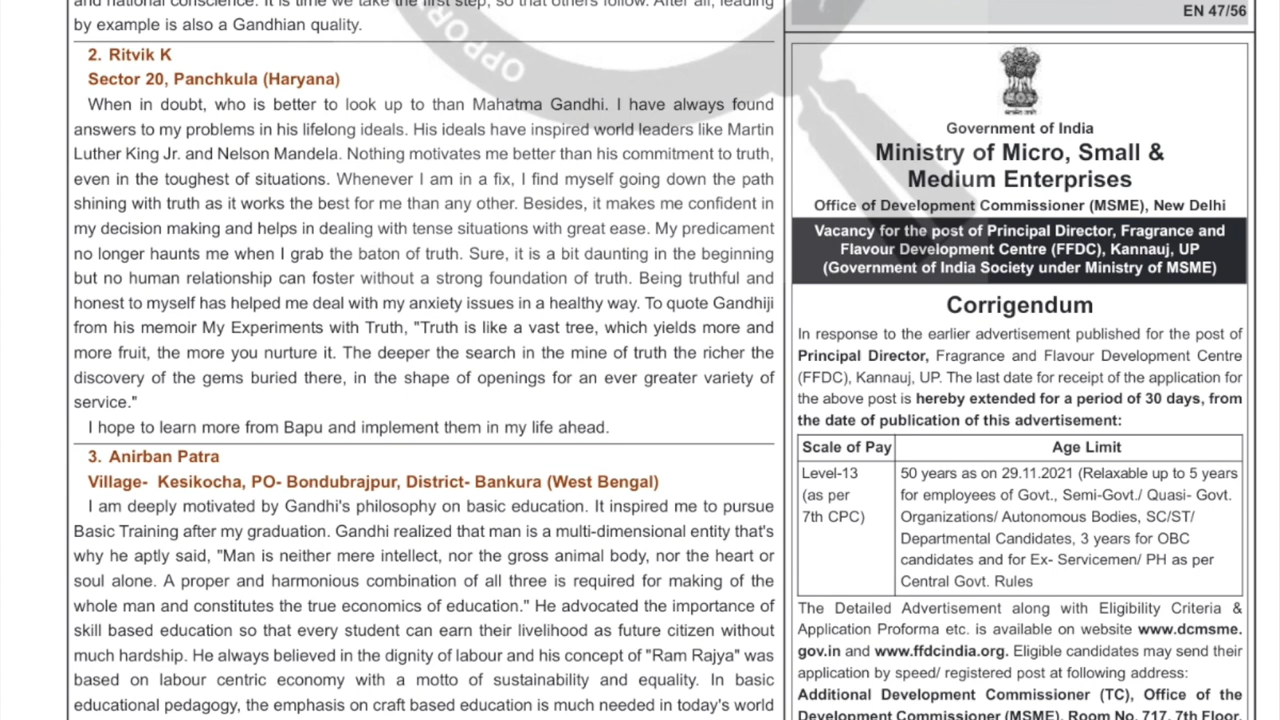 and national conscience. It is time we take the first step, so that others follow. After all, leading
by example is also a Gandhian quality.
2. Ritvik K
Sector 20, Panchkula (Haryana)
When in doubt, who is better to look up to than Mahatma Gandhi. I have always found
answers to my problems in his lifelong ideals. His ideals have inspired world leaders like Martin
Luther King Jr. and Nelson Mandela. Nothing motivates me better than his commitment to truth,
even in the toughest of situations. Whenever I am in a fix, I find myself going down the path
shining with truth as it works the best for me than any other. Besides, it makes me confident in
my decision making and helps in dealing with tense situations with great ease. My predicament
no longer haunts me when I grab the baton of truth. Sure, it is a bit daunting in the beginning
but no human relationship can foster without a strong foundation of truth. Being truthful and
honest to myself has helped me deal with my anxiety issues in a healthy way. To quote Gandhiji
from his memoir My Experiments with Truth, "Truth is like a vast tree, which yields more and
more fruit, the more you nurture it. The deeper the search in the mine of truth the richer the
discovery of the gems buried there, in the shape of openings for an ever greater variety of
service."
I hope to learn more from Bapu and implement them in my life ahead.
3. Anirban Patra
Village- Kesikocha, PO- Bondubrajpur, District- Bankura (West Bengal)
I am deeply motivated by Gandhi's philosophy on basic education. It inspired me to pursue
Basic Training after my graduation. Gandhi realized that man is a multi-dimensional entity that's
why he aptly said, "Man is neither mere intellect, nor the gross animal body, nor the heart or
soul alone. A proper and harmonious combination of all three is required for making of the
whole man and constitutes the true economics of education." He advocated the importance of
skill based education so that every student can earn their livelihood as future citizen without
much hardship. He always believed in the dignity of labour and his concept of "Ram Rajya" was
based on labour centric economy with a motto of sustainability and equality. In basic
educational pedagogy, the emphasis on craft based education is much needed in today's world
OPPO
EN 47/56
Government of India
Ministry of Micro, Small &
Medium Enterprises
Office of Development Commissioner (MSME), New Delhi
Vacancy for the post of Principal Director, Fragrance and
Flavour Development Centre (FFDC), Kannauj, UP
(Government of India Society under Ministry of MSME)
Corrigendum
In response to the earlier advertisement published for the post of
Principal Director, Fragrance and Flavour Development Centre
(FFDC), Kannauj, UP. The last date for receipt of the application for
the above post is hereby extended for a period of 30 days, from
the date of publication of this advertisement:
Scale of Pay Age Limit
Level-13 50 years as on 29.11.2021 (Relaxable up to 5 years
(as per for employees of Govt., Semi-Govt./ Quasi- Govt.
7th CPC) Organizations/ Autonomous Bodies, SC/ST/
Departmental Candidates, 3 years for OBC
candidates and for Ex- Servicemen/ PH as per
Central Govt. Rules
The Detailed Advertisement along with Eligibility Criteria &
Application Proforma etc. is available on website www.dcmsme.
gov.in and www.ffdcindia.org. Eligible candidates may send their
application by speed/ registered post at following address:
Additional Development Commissioner (TC), Office of the
Development Commissioner (MSME), Room No. 717, 7th Floor,